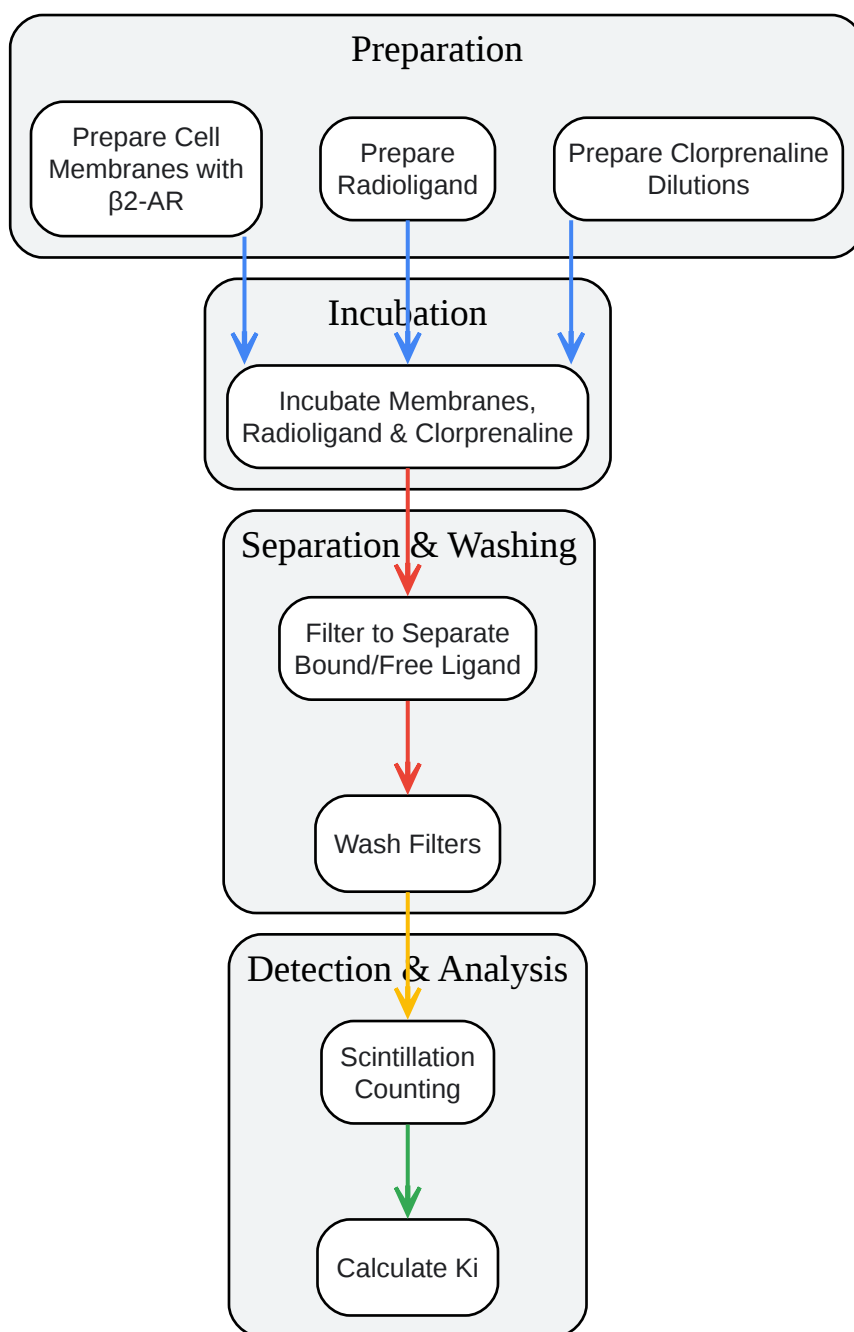 Preparation
Prepare Cell
Membranes with
β2-AR
Prepare
Radioligand
Prepare Clorprenaline
Dilutions
Incubation
Incubate Membranes,
Radioligand & Clorprenaline
Separation & Washing
Filter to Separate
Bound/Free Ligand
Wash Filters
Detection & Analysis
Scintillation
Counting
Calculate Ki